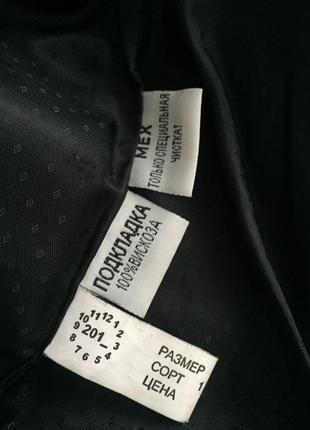 МЕХ
ТОЛЬКО СПЕЦИАЛЬНАЯ
ЧИСТКА!
ПОДКЛАДКА
100%ВИСКОЗА
10 11 12 1
9 201_ 2
8 3
7 6 5 4
РАЗМЕР
СОРТ 1
ЦЕНА